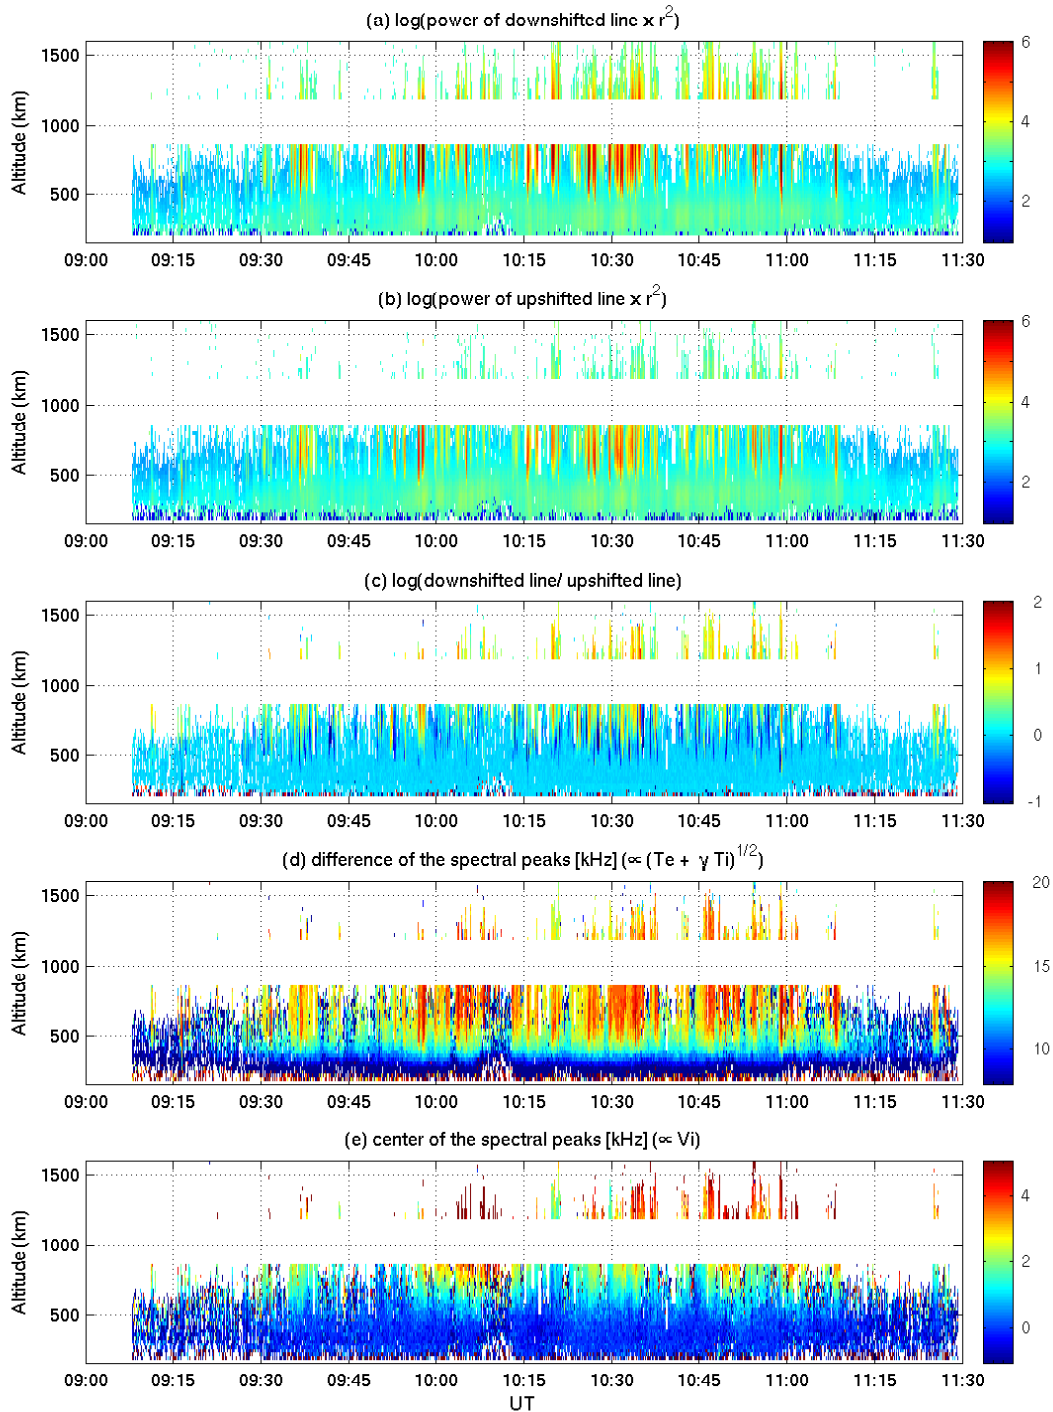 (a) log(power of downshifted line x r²)
1500
1000
500
Altitude (km)
6
4
2
09:00 09:15 09:30 09:45 10:00 10:15 10:30 10:45 11:00 11:15 11:30
(b) log(power of upshifted line x r²)
1500
1000
500
Altitude (km)
6
4
2
09:00 09:15 09:30 09:45 10:00 10:15 10:30 10:45 11:00 11:15 11:30
(c) log(downshifted line/ upshifted line)
1500
1000
500
Altitude (km)
2
1
0
-1
09:00 09:15 09:30 09:45 10:00 10:15 10:30 10:45 11:00 11:15 11:30
(d) difference of the spectral peaks [kHz] (∝ (Te + γ Ti)^1/2)
1500
1000
500
Altitude (km)
20
15
10
09:00 09:15 09:30 09:45 10:00 10:15 10:30 10:45 11:00 11:15 11:30
(e) center of the spectral peaks [kHz] (∝ Vi)
1500
1000
500
Altitude (km)
4
2
0
09:00 09:15 09:30 09:45 10:00 10:15 10:30 10:45 11:00 11:15 11:30
UT